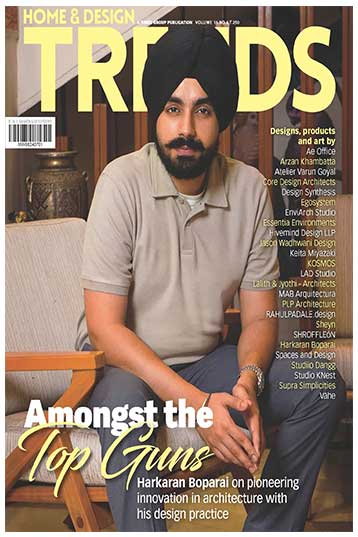 HOME & DESIGN
TRENDS
Designs, products
and art by
Ae Office
Arzan Khambatta
Atelier Varun Goyal
Core Design Architects
Design Synthesis
Egosystem
EnviArch Studio
Essentia Environments
Hivemind Design LLP
Jason Wadhwani Design
Keita Miyazaki
KOSMOS
LAD Studio
Lalith & Jyothi - Architects
MAB Arquitectura
PLP Architecture
RAHULPADALE design
Sheyn
SHROFFLEóN
Harkaran Boparai
Spaces and Design
Studiio Dangg
Studio KNest
Supra Simplicities
Vahe
Amongst the
Top Guns
Harkaran Boparai on pioneering
innovation in architecture with
his design practice